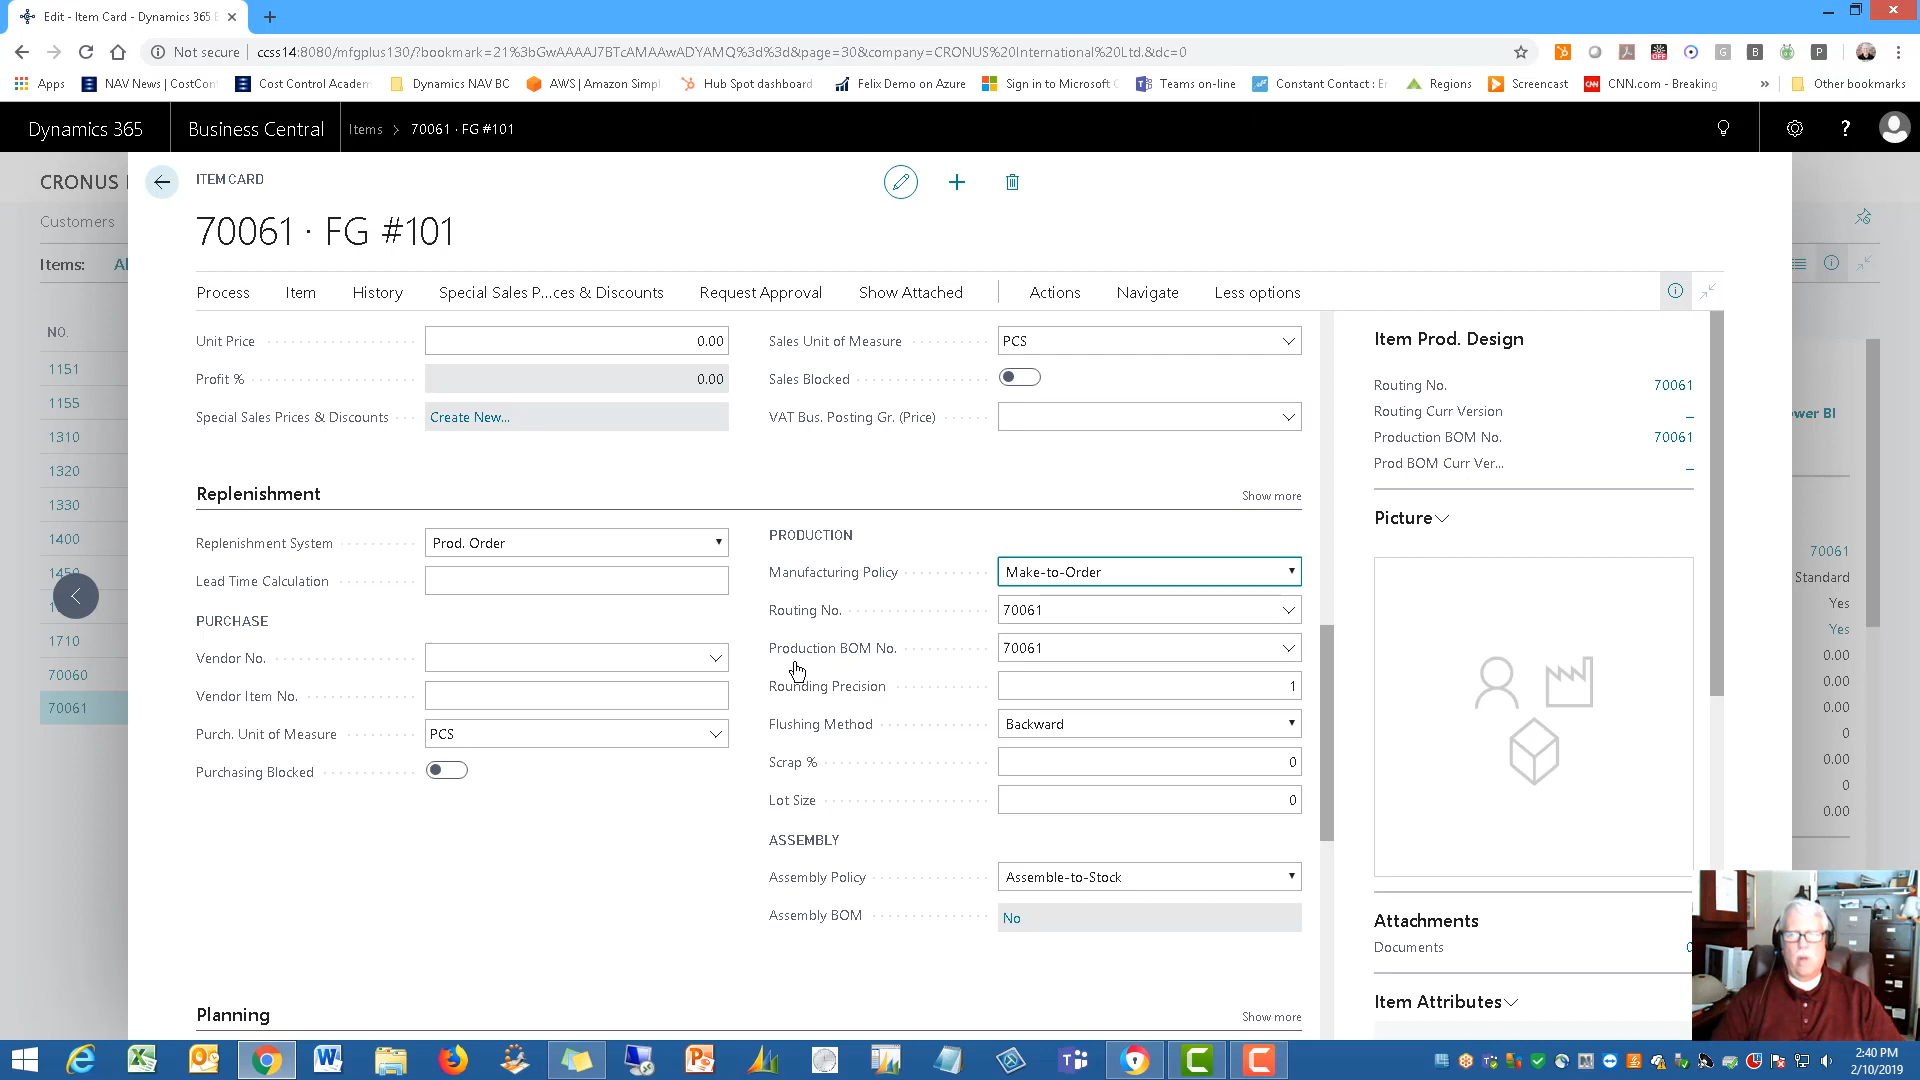 Edit - Item Card - Dynamics 365 E
Not secure ccss14:8080/mfgplus130/?bookmark=21%3bGwAAAAJ7BTcAMAAwADYAMQ%3d%3d&page=30&company=CRONUS%20International%20Ltd.&dc=0
Apps NAV News | CostCont Cost Control Academ Dynamics NAV BC AWS | Amazon Simpl Hub Spot dashboard Felix Demo on Azure Sign in to Microsoft C Teams on-line Constant Contact : Er Regions Screencast CNN.com - Breaking » Other bookmarks
Dynamics 365 Business Central Items > 70061 · FG #101
CRONUS
Customers
Items: Al
NO.
1151
1155
1310
1320
1330
1400
1450
1710
70060
70061
ITEM CARD
70061 · FG #101
Process Item History Special Sales P...ces & Discounts Request Approval Show Attached Actions Navigate Less options
Unit Price 0.00
Profit % 0.00
Special Sales Prices & Discounts Create New...
Sales Unit of Measure PCS
Sales Blocked
VAT Bus. Posting Gr. (Price)
Replenishment Show more
Replenishment System Prod. Order
Lead Time Calculation
PURCHASE
Vendor No.
Vendor Item No.
Purch. Unit of Measure PCS
Purchasing Blocked
PRODUCTION
Manufacturing Policy Make-to-Order
Routing No. 70061
Production BOM No. 70061
Rounding Precision 1
Flushing Method Backward
Scrap % 0
Lot Size 0
ASSEMBLY
Assembly Policy Assemble-to-Stock
Assembly BOM No
Planning Show more
Item Prod. Design
Routing No. 70061
Routing Curr Version _
Production BOM No. 70061
Prod BOM Curr Ver... _
Picture
Attachments
Documents 0
Item Attributes
ower BI
70061
Standard
Yes
Yes
0.00
0.00
0.00
0
0.00
0
0.00
2:40 PM
2/10/2019